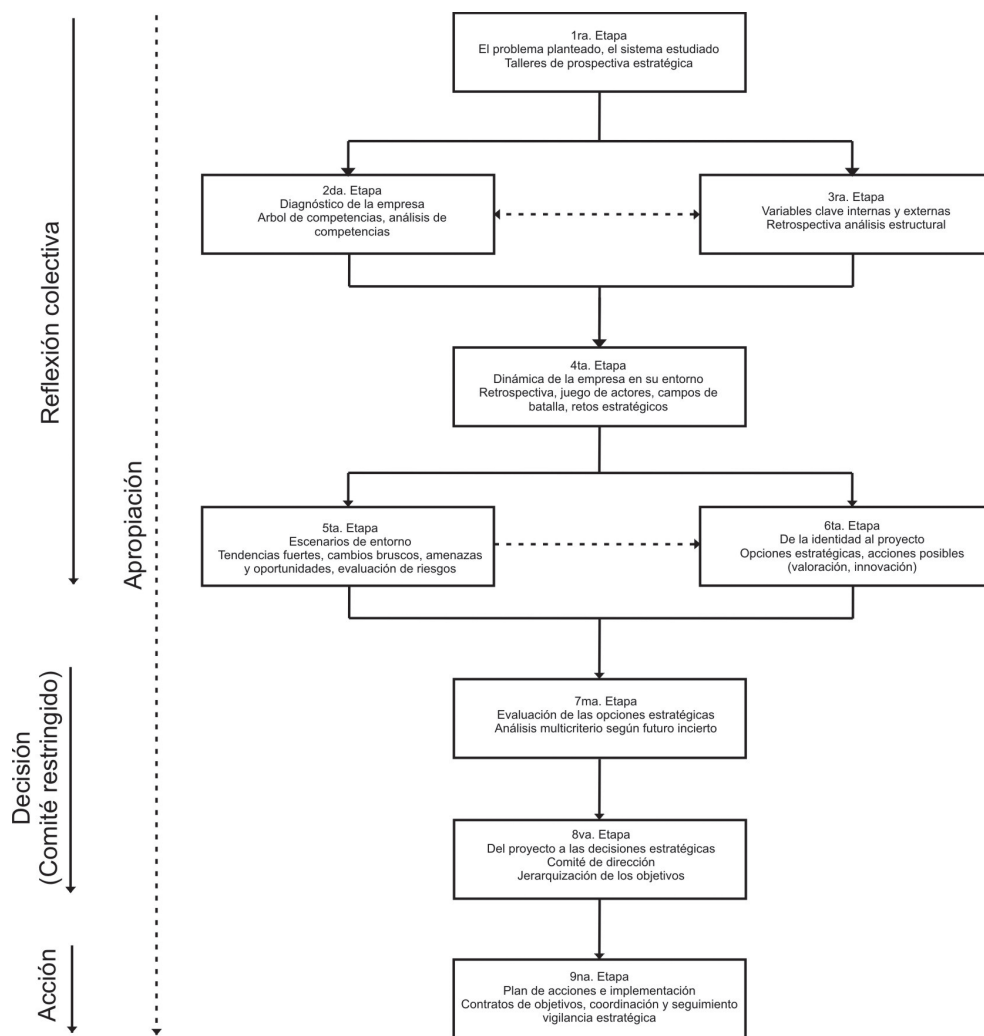 1ra. Etapa
El problema planteado, el sistema estudiado
Talleres de prospectiva estratégica
2da. Etapa
Diagnóstico de la empresa
Arbol de competencias, análisis de
competencias
3ra. Etapa
Variables clave internas y externas
Retrospectiva análisis estructural
4ta. Etapa
Dinámica de la empresa en su entorno
Retrospectiva, juego de actores, campos de
batalla, retos estratégicos
5ta. Etapa
Escenarios de entorno
Tendencias fuertes, cambios bruscos, amenazas
y oportunidades, evaluación de riesgos
6ta. Etapa
De la identidad al proyecto
Opciones estratégicas, acciones posibles
(valoración, innovación)
7ma. Etapa
Evaluación de las opciones estratégicas
Análisis multicriterio según futuro incierto
8va. Etapa
Del proyecto a las decisiones estratégicas
Comité de dirección
Jerarquización de los objetivos
9na. Etapa
Plan de acciones e implementación
Contratos de objetivos, coordinación y seguimiento
vigilancia estratégica
Reflexión colectiva
Decisión
(Comité restringido)
Acción
Apropiación